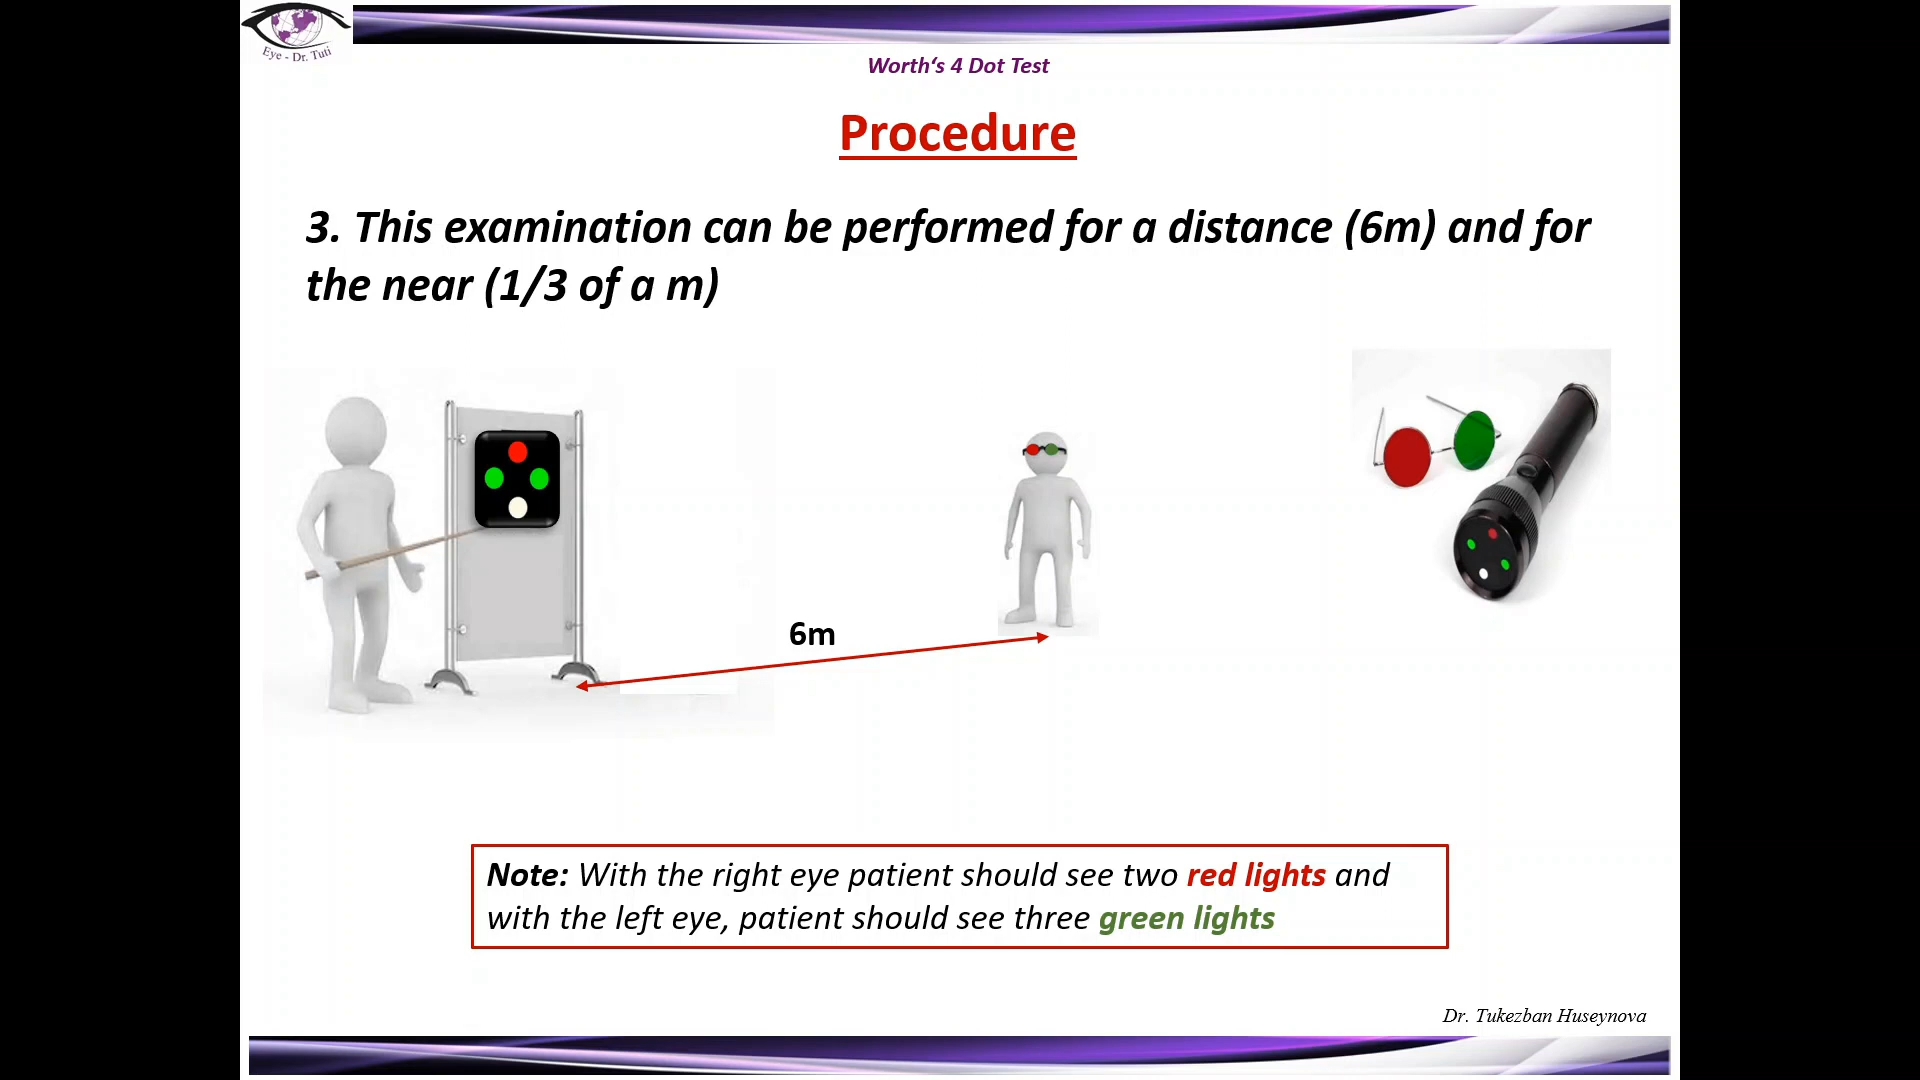 Eye - Dr. Tuti
Worth‘s 4 Dot Test
Procedure
3. This examination can be performed for a distance (6m) and for
the near (1/3 of a m)
6m
Note: With the right eye patient should see two red lights and
with the left eye, patient should see three green lights
Dr. Tukezban Huseynova